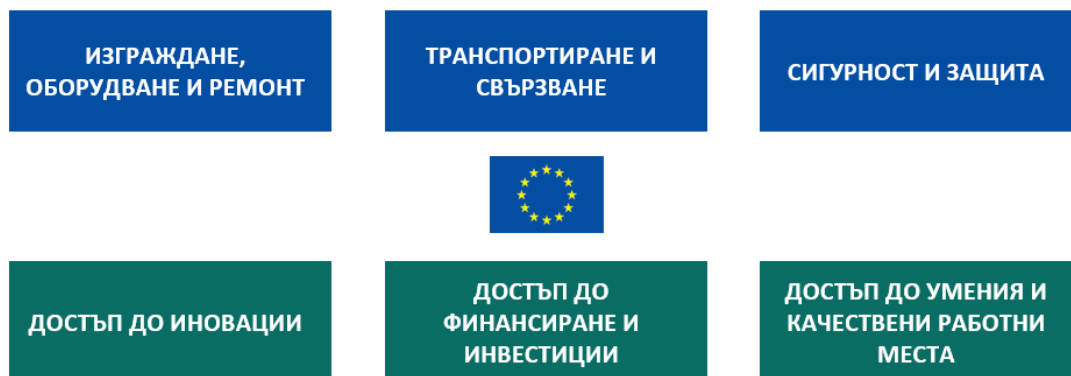 ИЗГРАЖДАНЕ,
ОБОРУДВАНЕ И РЕМОНТ
ТРАНСПОРТИРАНЕ И
СВЪРЗВАНЕ
СИГУРНОСТ И ЗАЩИТА
ДОСТЪП ДО ИНОВАЦИИ
ДОСТЪП ДО
ФИНАНСИРАНЕ И
ИНВЕСТИЦИИ
ДОСТЪП ДО УМЕНИЯ И
КАЧЕСТВЕНИ РАБОТНИ
МЕСТА